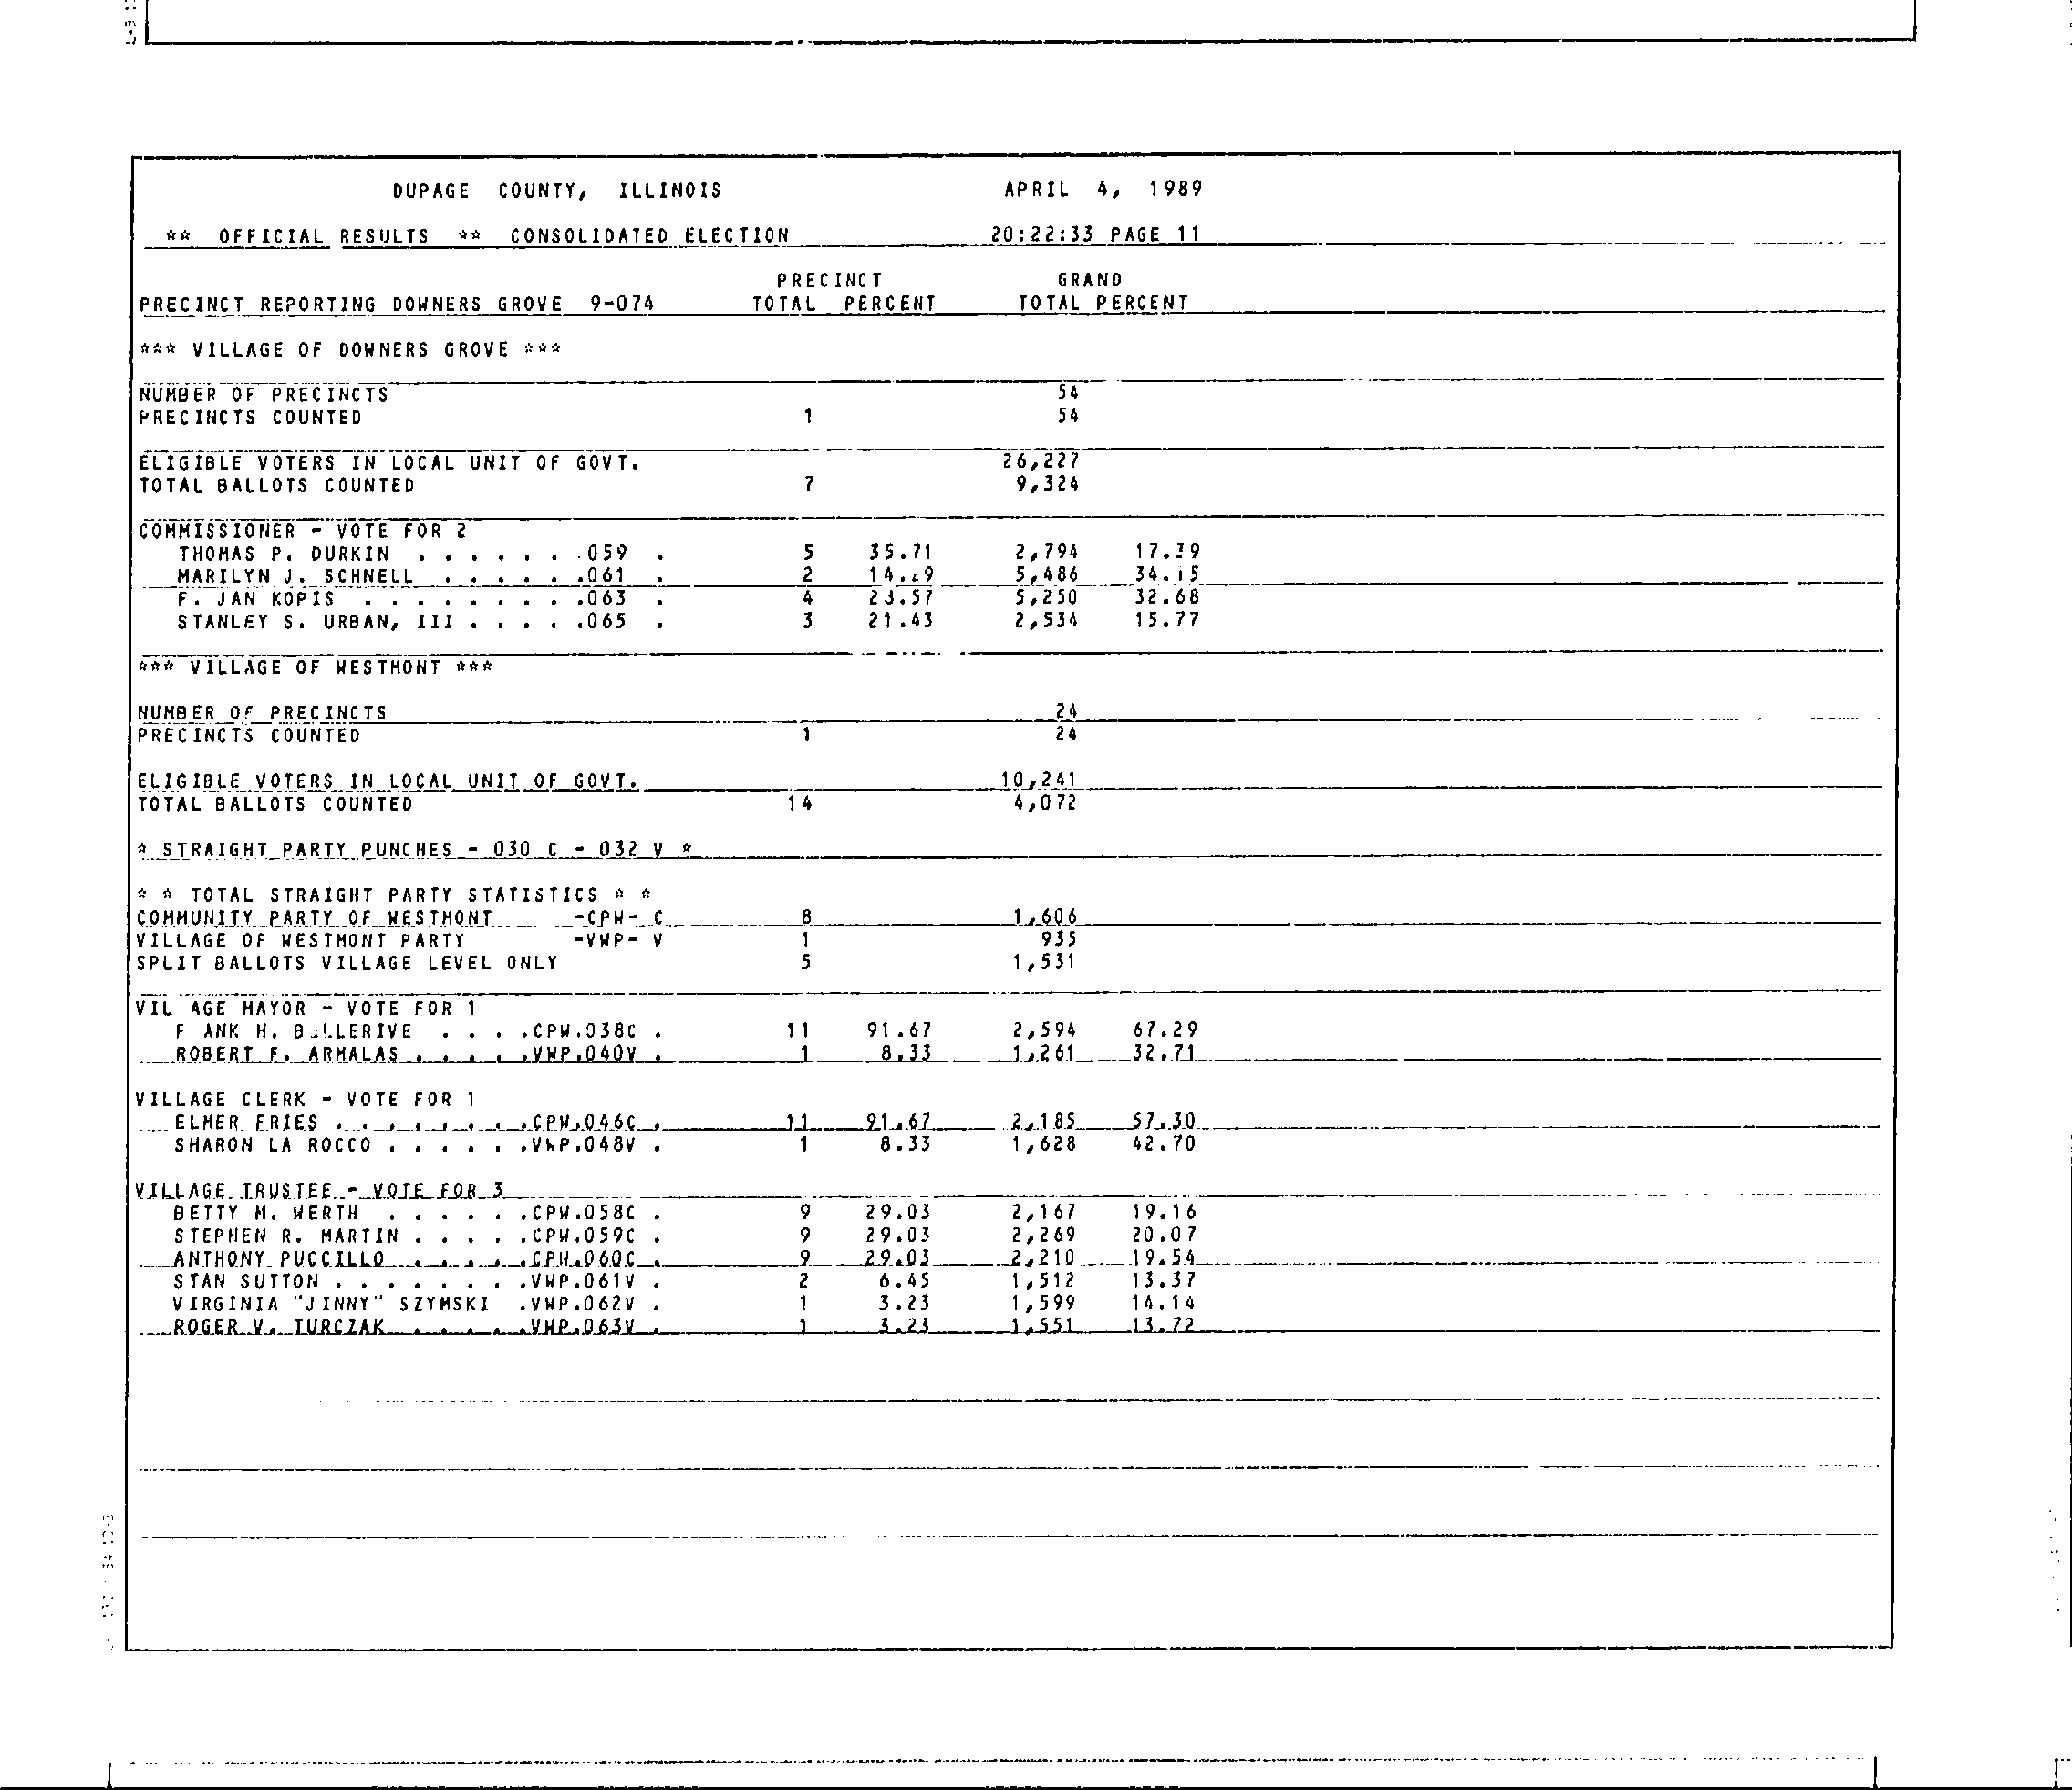 DUPAGE COUNTY, ILLINOIS APRIL 4, 1989
** OFFICIAL RESULTS ** CONSOLIDATED ELECTION 20:22:33 PAGE 11
PRECINCT GRAND
PRECINCT REPORTING DOWNERS GROVE 9-074 TOTAL PERCENT TOTAL PERCENT
*** VILLAGE OF DOWNERS GROVE ***
NUMBER OF PRECINCTS 54
PRECINCTS COUNTED 1 54
ELIGIBLE VOTERS IN LOCAL UNIT OF GOVT. 26,227
TOTAL BALLOTS COUNTED 7 9,324
COMMISSIONER - VOTE FOR 2
THOMAS P. DURKIN . . . . . . .059 . 5 35.71 2,794 17.39
MARILYN J. SCHNELL . . . . . .061 . 2 14.29 5,486 34.15
F. JAN KOPIS . . . . . . . . .063 . 4 28.57 5,250 32.68
STANLEY S. URBAN, III . . . . .065 . 3 21.43 2,534 15.77
*** VILLAGE OF WESTMONT ***
NUMBER OF PRECINCTS 24
PRECINCTS COUNTED 1 24
ELIGIBLE VOTERS IN LOCAL UNIT OF GOVT. 10,241
TOTAL BALLOTS COUNTED 14 4,072
* STRAIGHT PARTY PUNCHES - 030 C - 032 V *
* * TOTAL STRAIGHT PARTY STATISTICS * *
COMMUNITY PARTY OF WESTMONT -CPW- C 8 1,606
VILLAGE OF WESTMONT PARTY -VWP- V 1 935
SPLIT BALLOTS VILLAGE LEVEL ONLY 5 1,531
VIL AGE MAYOR - VOTE FOR 1
F ANK H. BELLERIVE . . . .CPW.038C . 11 91.67 2,594 67.29
ROBERT F. ARMALAS . . . . .VWP.040V . 1 8.33 1,261 32.71
VILLAGE CLERK - VOTE FOR 1
ELMER FRIES . . . . . . . .CPW.046C . 11 91.67 2,185 57.30
SHARON LA ROCCO . . . . . .VWP.048V . 1 8.33 1,628 42.70
VILLAGE TRUSTEE - VOTE FOR 3
BETTY M. WERTH . . . . . .CPW.058C . 9 29.03 2,167 19.16
STEPHEN R. MARTIN . . . . .CPW.059C . 9 29.03 2,269 20.07
ANTHONY PUCCILLO . . . . .CPW.060C . 9 29.03 2,210 19.54
STAN SUTTON . . . . . . . .VWP.061V . 2 6.45 1,512 13.37
VIRGINIA "JINNY" SZYMSKI .VWP.062V . 1 3.23 1,599 14.14
ROGER V. TURCZAK . . . . .VWP.063V . 1 3.23 1,551 13.72